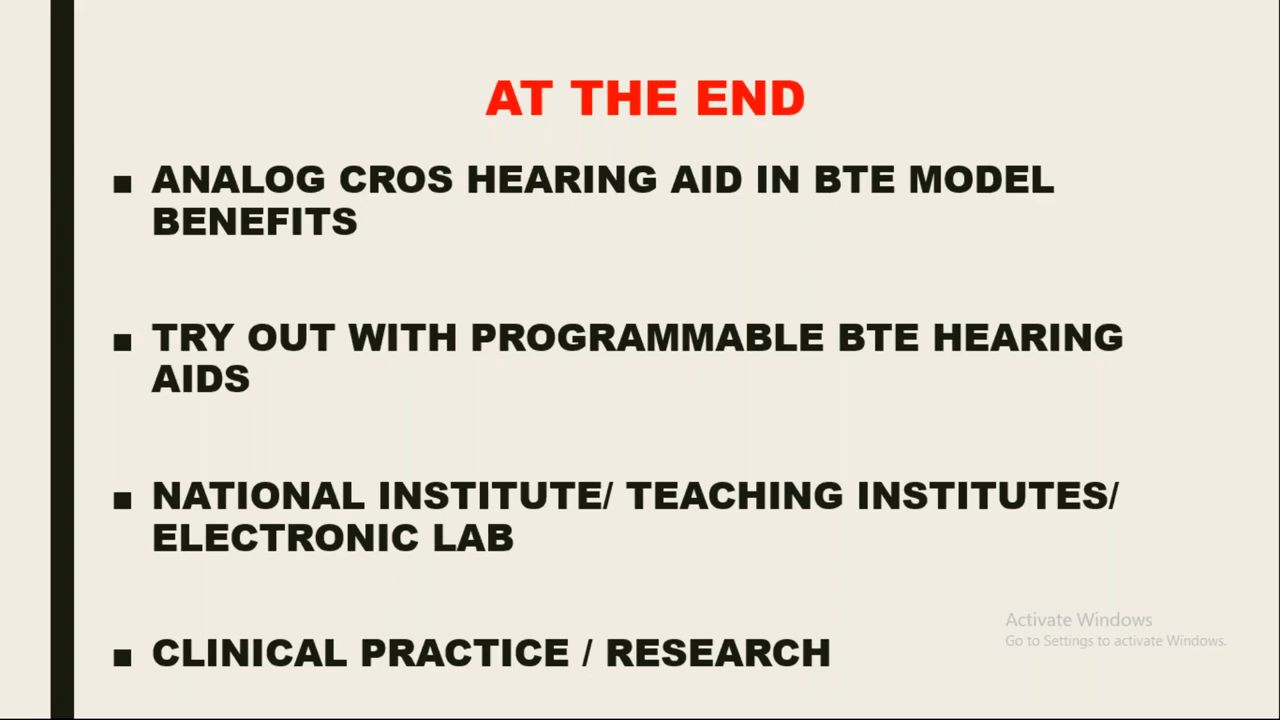 AT THE END
■ ANALOG CROS HEARING AID IN BTE MODEL
BENEFITS
■ TRY OUT WITH PROGRAMMABLE BTE HEARING
AIDS
■ NATIONAL INSTITUTE/ TEACHING INSTITUTES/
ELECTRONIC LAB
■ CLINICAL PRACTICE / RESEARCH
Activate Windows
Go to Settings to activate Windows.